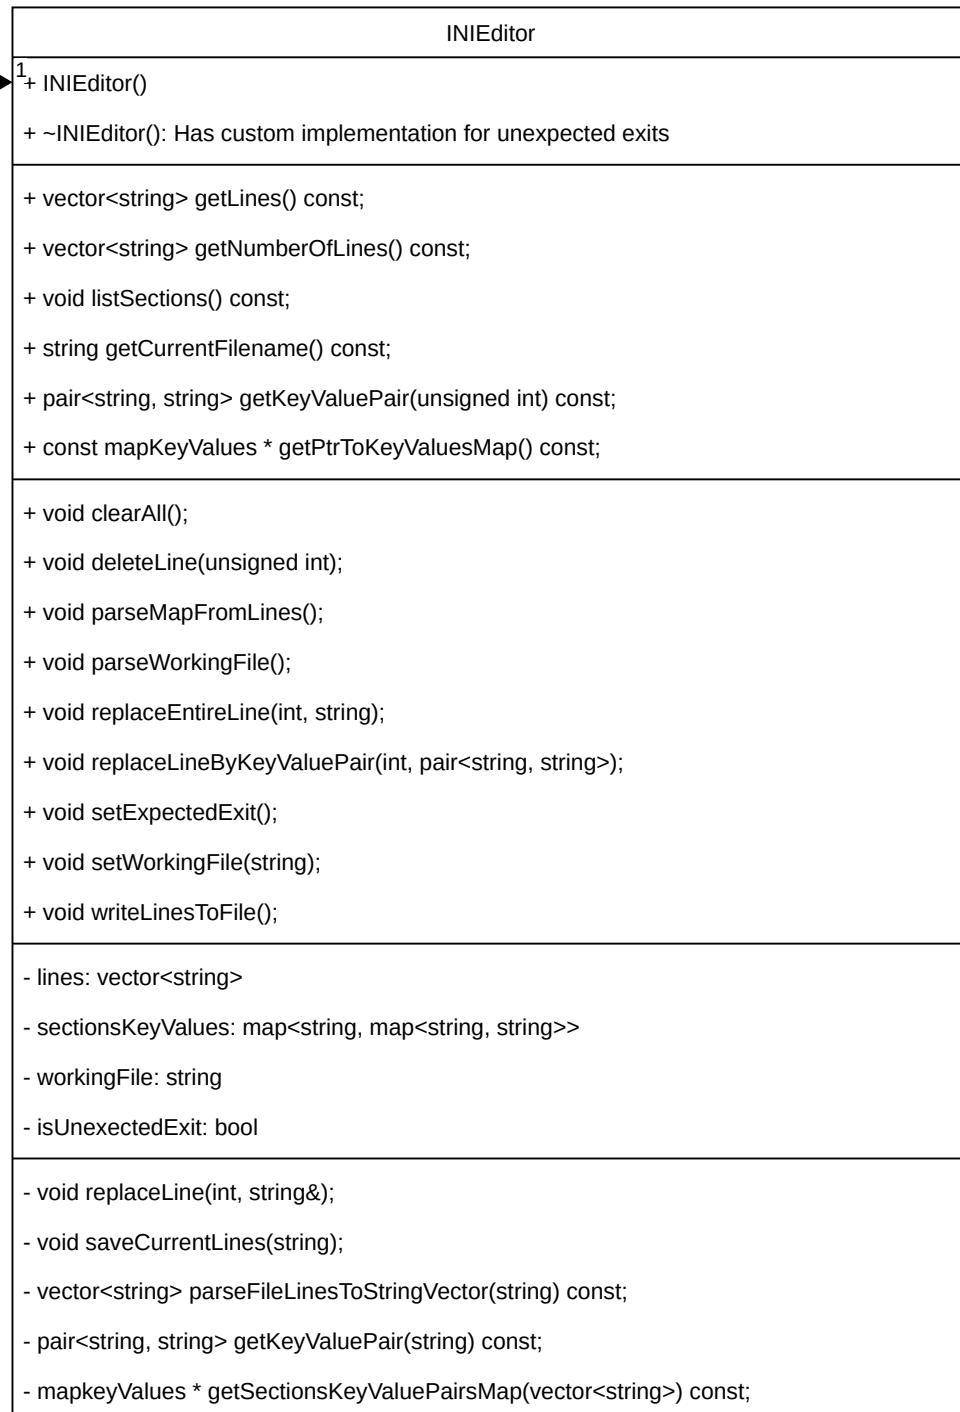 INIEditor
1
+ INIEditor()
+ ~INIEditor(): Has custom implementation for unexpected exits
+ vector<string> getLines() const;
+ vector<string> getNumberOfLines() const;
+ void listSections() const;
+ string getCurrentFilename() const;
+ pair<string, string> getKeyValuePair(unsigned int) const;
+ const mapKeyValues * getPtrToKeyValuesMap() const;
+ void clearAll();
+ void deleteLine(unsigned int);
+ void parseMapFromLines();
+ void parseWorkingFile();
+ void replaceEntireLine(int, string);
+ void replaceLineByKeyValuePair(int, pair<string, string>);
+ void setExpectedExit();
+ void setWorkingFile(string);
+ void writeLinesToFile();
- lines: vector<string>
- sectionsKeyValues: map<string, map<string, string>>
- workingFile: string
- isUnexectedExit: bool
- void replaceLine(int, string&);
- void saveCurrentLines(string);
- vector<string> parseFileLinesToStringVector(string) const;
- pair<string, string> getKeyValuePair(string) const;
- mapkeyValues * getSectionsKeyValuePairsMap(vector<string>) const;